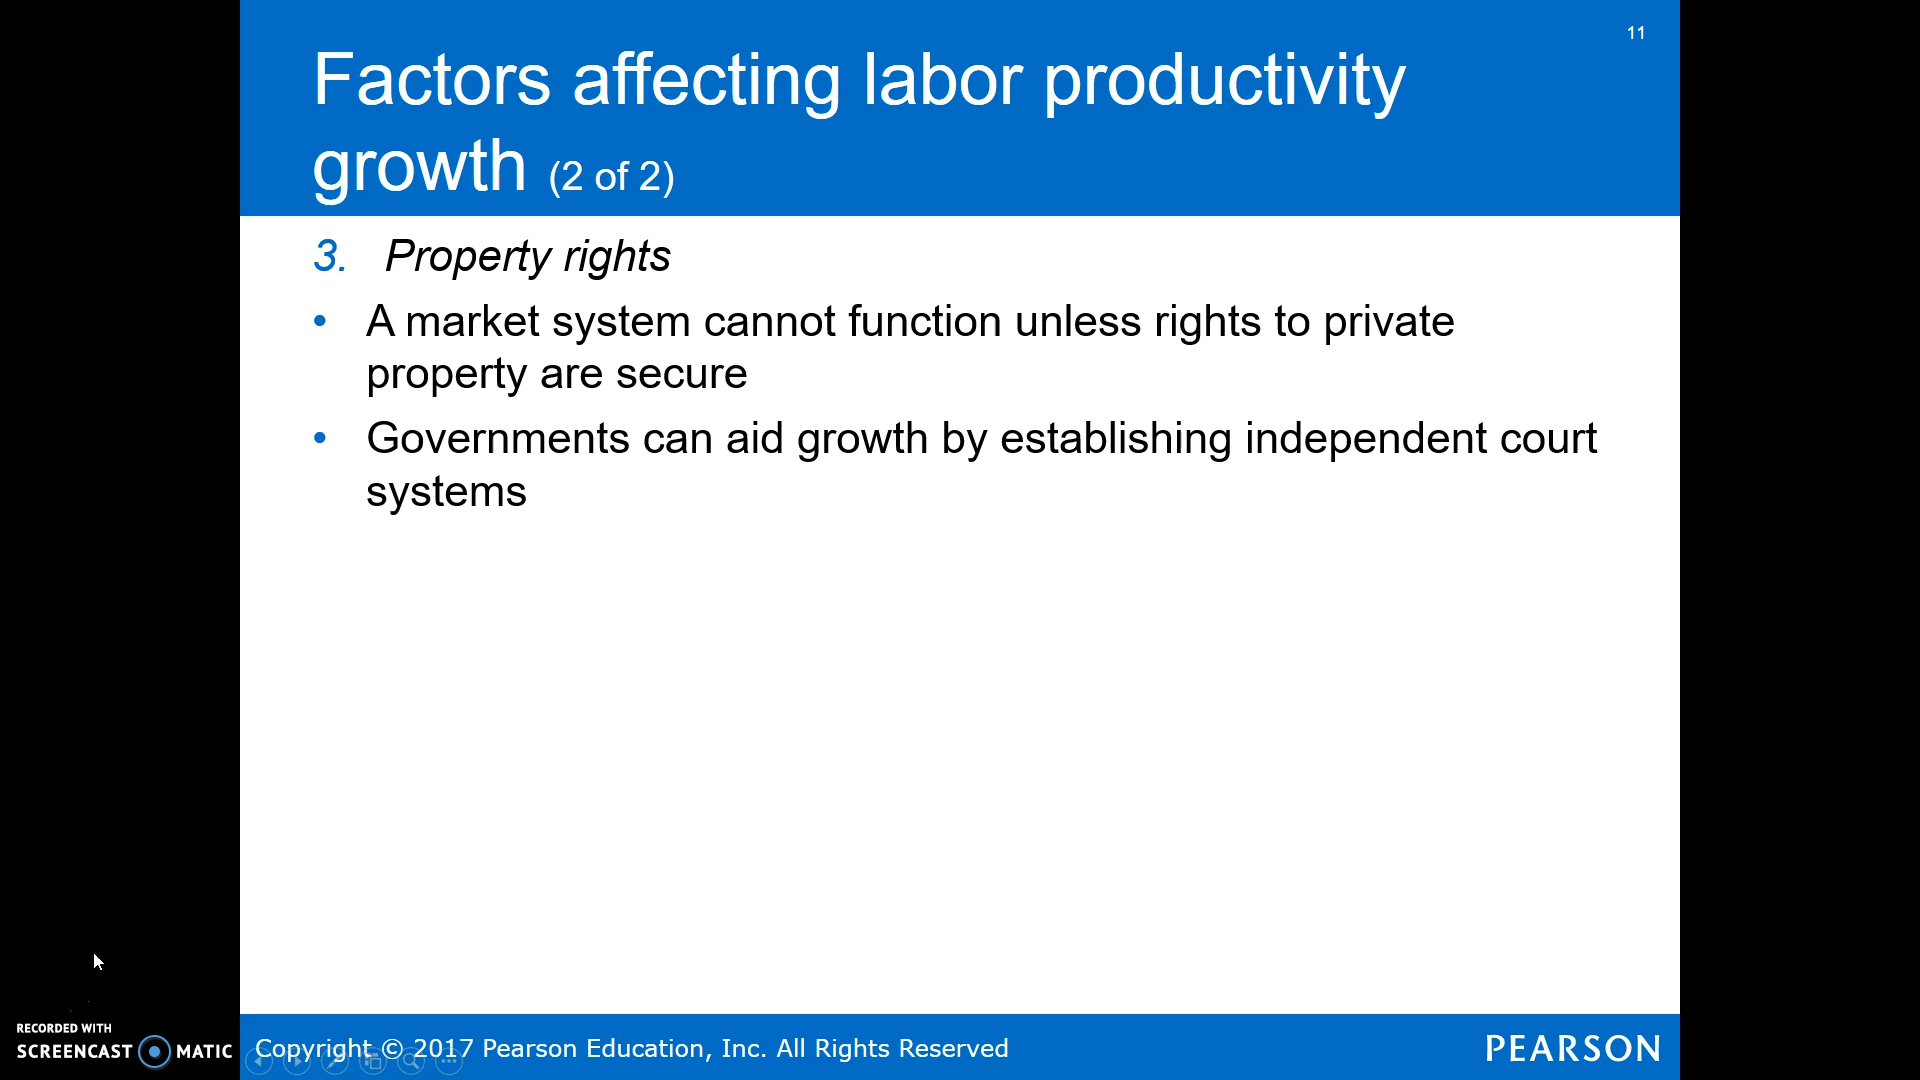 11
Factors affecting labor productivity
growth (2 of 2)
3. Property rights
• A market system cannot function unless rights to private
property are secure
• Governments can aid growth by establishing independent court
systems
RECORDED WITH
SCREENCAST MATIC
Copyright © 2017 Pearson Education, Inc. All Rights Reserved
PEARSON